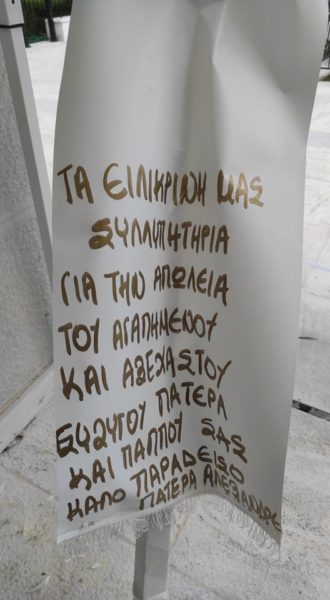 ΤΑ ΕΙΛΙΚΡΙΝΗ ΜΑΣ
ΣΥΛΛΥΠΗΤΗΡΙΑ
ΓΙΑ ΤΗΝ ΑΠΩΛΕΙΑ
ΤΟΥ ΑΓΑΠΗΜΕΝΟΥ
ΚΑΙ ΑΞΕΧΑΣΤΟΥ
ΣΥΖΥΓΟΥ ΠΑΤΕΡΑ
ΚΑΙ ΠΑΠΠΟΥ ΣΑΣ
ΚΑΛΟ ΠΑΡΑΔΕΙΣΟ
ΠΑΤΕΡΑ ΑΛΕΞΑΝΔΡΕ